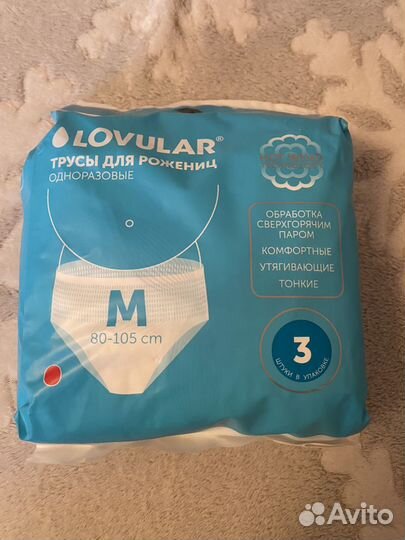 LOVULAR®
ТРУСЫ ДЛЯ РОЖЕНИЦ
ОДНОРАЗОВЫЕ
ОБРАБОТКА
СВЕРХГОРЯЧИМ
ПАРОМ
КОМФОРТНЫЕ
УТЯГИВАЮЩИЕ
ТОНКИЕ
M
80-105 cm
3
ШТУКИ В УПАКОВКЕ
Avito